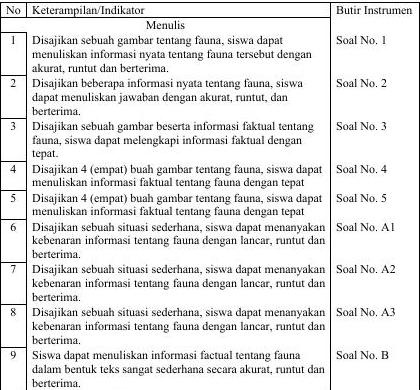 No Keterampilan/Indikator Butir Instrumen
Menulis
1 Disajikan sebuah gambar tentang fauna, siswa dapat Soal No. 1
menuliskan informasi nyata tentang fauna tersebut dengan
akurat, runtut dan berterima.
2 Disajikan beberapa informasi nyata tentang fauna, siswa Soal No. 2
dapat menuliskan jawaban dengan akurat, runtut, dan
berterima.
3 Disajikan sebuah gambar beserta informasi faktual tentang Soal No. 3
fauna, siswa dapat melengkapi informasi faktual dengan
tepat.
4 Disajikan 4 (empat) buah gambar tentang fauna, siswa dapat Soal No. 4
menuliskan informasi faktual tentang fauna dengan tepat
5 Disajikan 4 (empat) buah gambar tentang fauna, siswa dapat Soal No. 5
menuliskan informasi faktual tentang fauna dengan tepat
6 Disajikan sebuah situasi sederhana, siswa dapat menanyakan Soal No. A1
kebenaran informasi tentang fauna dengan lancar, runtut dan
berterima.
7 Disajikan sebuah situasi sederhana, siswa dapat menanyakan Soal No. A2
kebenaran informasi tentang fauna dengan lancar, runtut dan
berterima.
8 Disajikan sebuah situasi sederhana, siswa dapat menanyakan Soal No. A3
kebenaran informasi tentang fauna dengan lancar, runtut dan
berterima.
9 Siswa dapat menuliskan informasi factual tentang fauna Soal No. B
dalam bentuk teks sangat sederhana secara akurat, runtut dan
berterima.